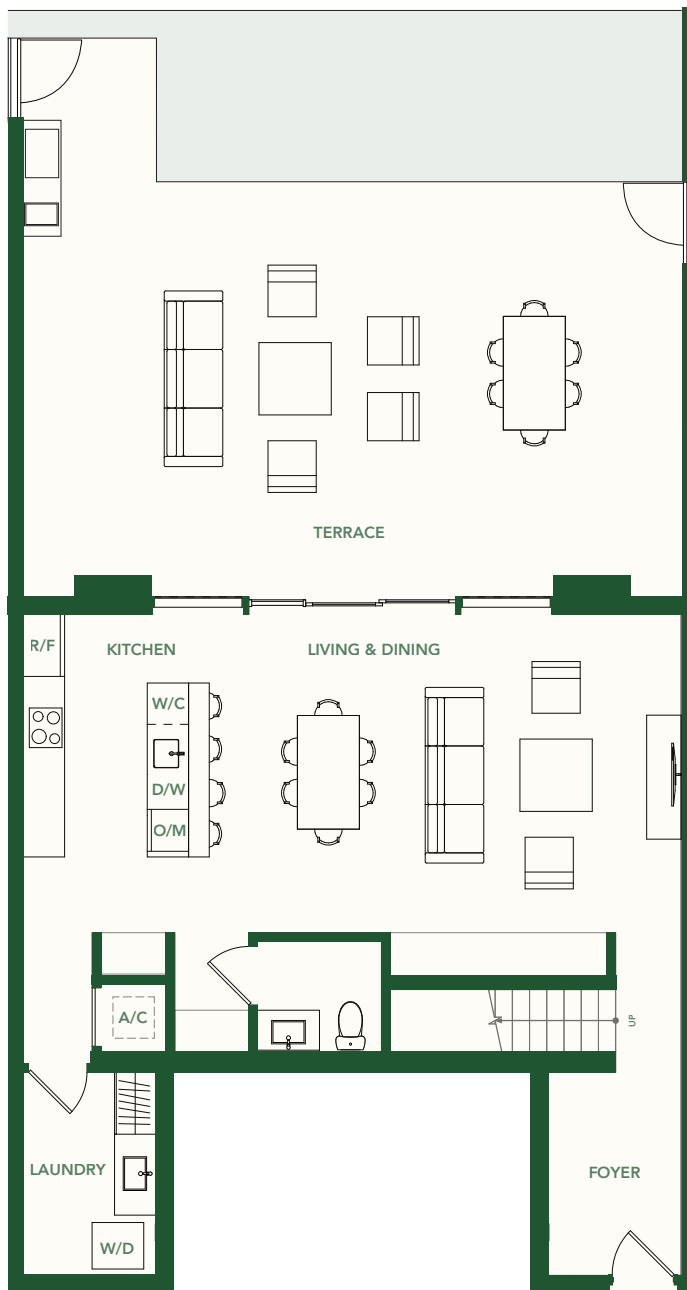 TERRACE
R/F
KITCHEN
LIVING & DINING
W/C
D/W
O/M
A/C
UP
LAUNDRY
FOYER
W/D